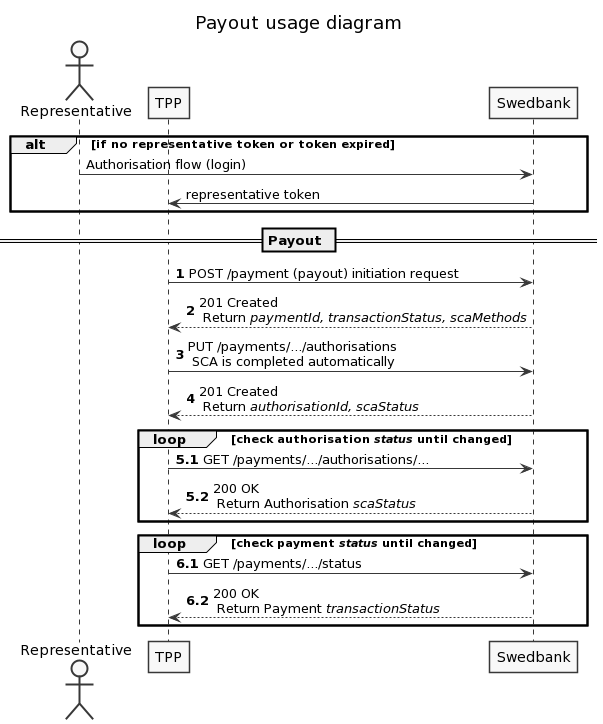 Payout usage diagram
Representative
TPP
Swedbank
alt [if no representative token or token expired]
Authorisation flow (login)
representative token
Payout
1 POST /payment (payout) initiation request
201 Created
2 Return paymentId, transactionStatus, scaMethods
3 PUT /payments/.../authorisations
SCA is completed automatically
4 201 Created
Return authorisationId, scaStatus
loop [check authorisation status until changed]
5.1 GET /payments/.../authorisations/...
5.2 200 OK
Return Authorisation scaStatus
loop [check payment status until changed]
6.1 GET /payments/.../status
6.2 200 OK
Return Payment transactionStatus
Representative
TPP
Swedbank